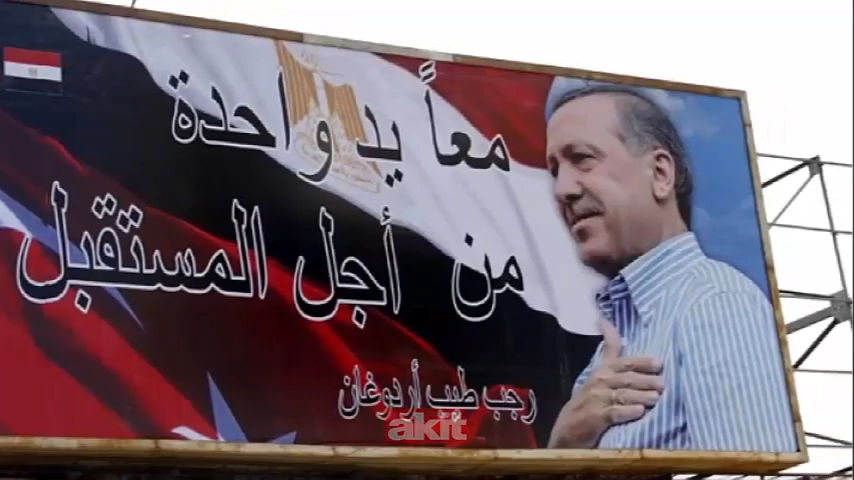 معاً يد واحدة
من أجل المستقبل
رجب طيب أردوغان
akit